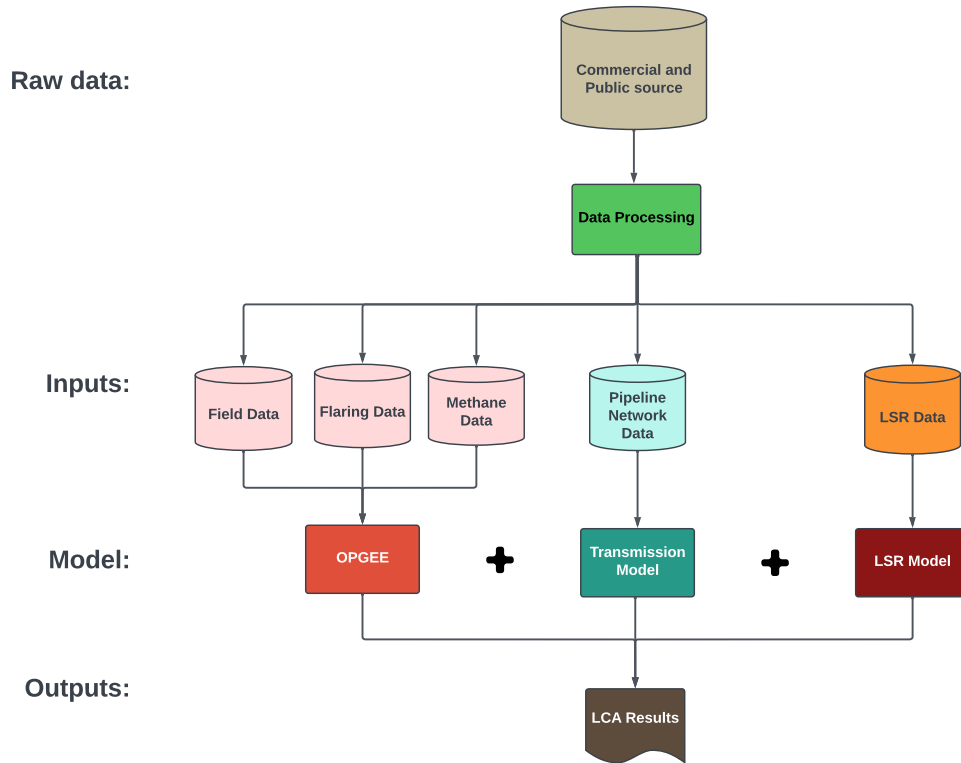 Raw data:
Commercial and
Public source
Data Processing
Inputs:
Field Data
Flaring Data
Methane
Data
Pipeline
Network
Data
LSR Data
Model:
OPGEE
Transmission
Model
LSR Model
Outputs:
LCA Results